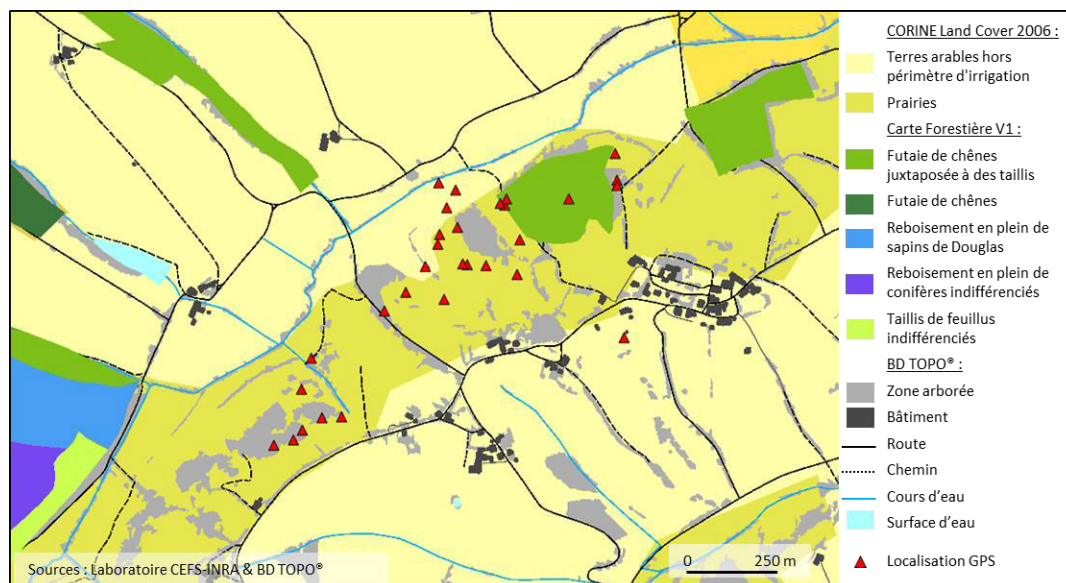 CORINE Land Cover 2006 :
Terres arables hors
périmètre d'irrigation
Prairies
Carte Forestière V1 :
Futaie de chênes
juxtaposée à des taillis
Futaie de chênes
Reboisement en plein de
sapins de Douglas
Reboisement en plein de
conifères indifférenciés
Taillis de feuillus
indifférenciés
BD TOPO® :
Zone arborée
Bâtiment
Route
Chemin
Cours d’eau
Surface d’eau
Localisation GPS
0 250 m
Sources : Laboratoire CEFS-INRA & BD TOPO®